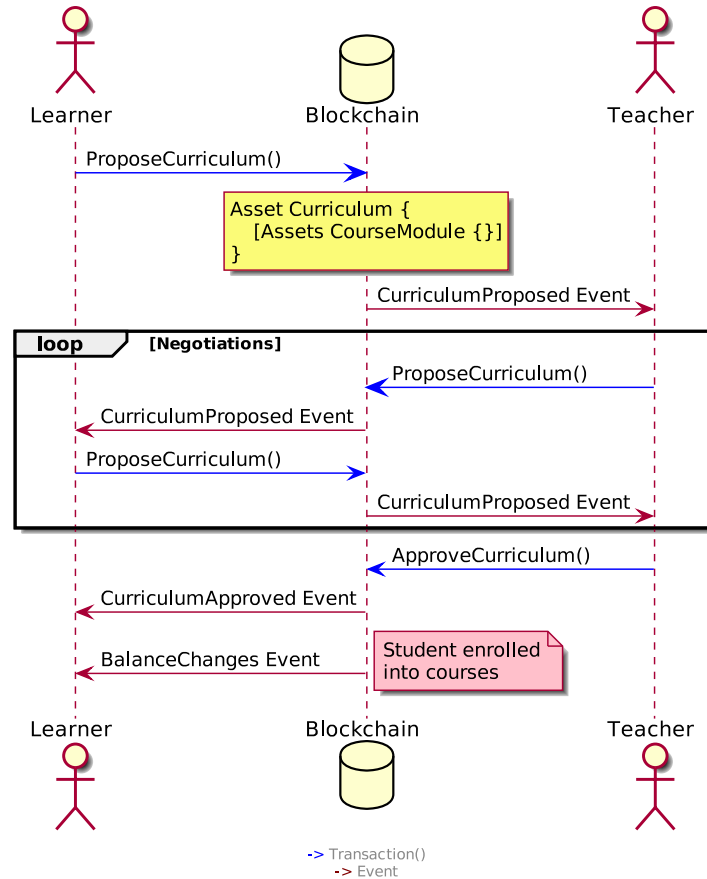 Learner Blockchain Teacher
ProposeCurriculum()
Asset Curriculum {
[Assets CourseModule {}]
}
CurriculumProposed Event
loop [Negotiations]
ProposeCurriculum()
CurriculumProposed Event
ProposeCurriculum()
CurriculumProposed Event
ApproveCurriculum()
CurriculumApproved Event
BalanceChanges Event
Student enrolled
into courses
Learner Blockchain Teacher
-> Transaction()
-> Event